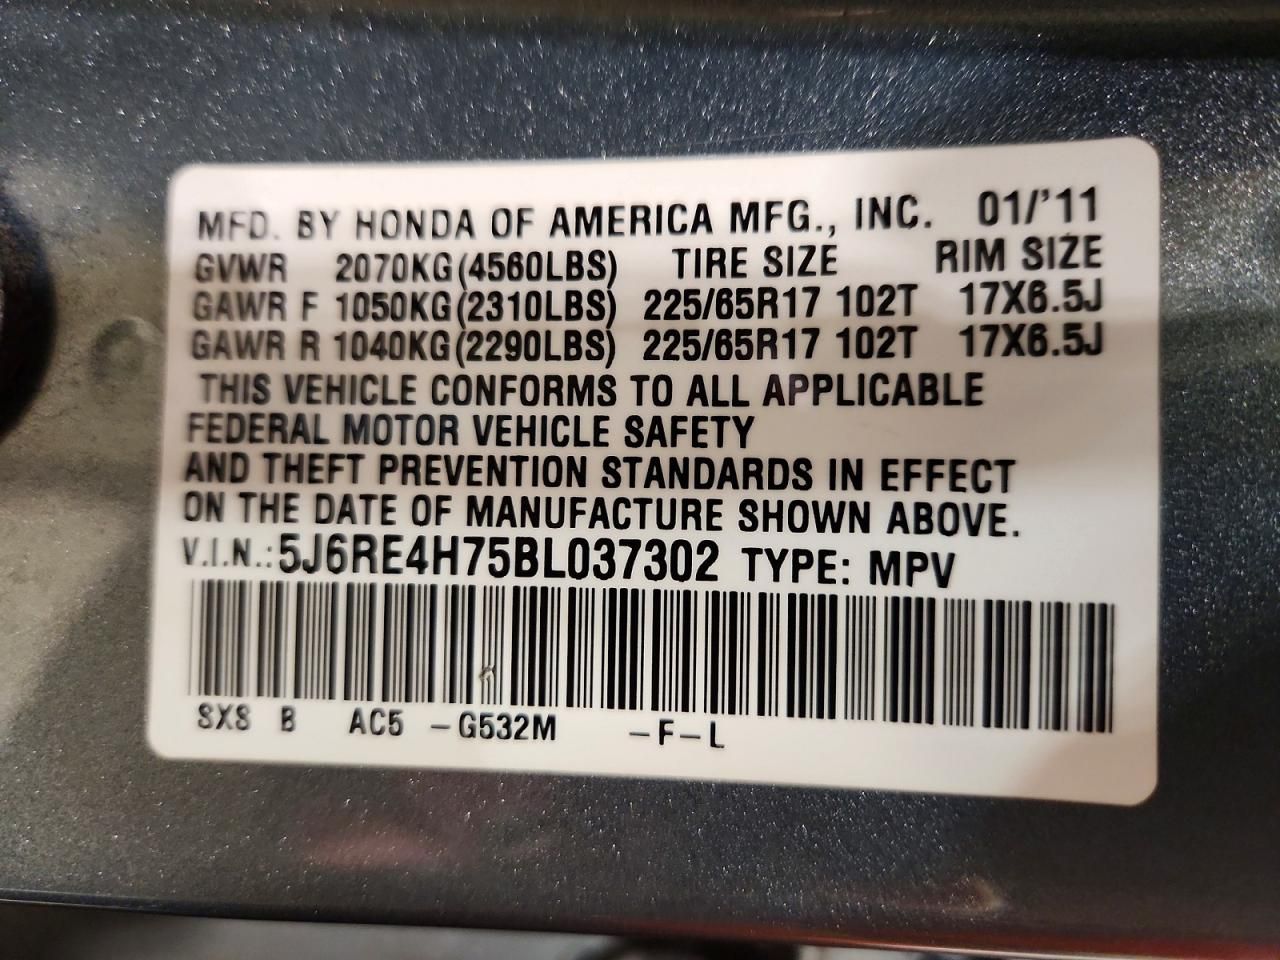 MFD. BY HONDA OF AMERICA MFG., INC. 01/'11
GVWR 2070KG(4560LBS) TIRE SIZE RIM SIZE
GAWR F 1050KG(2310LBS) 225/65R17 102T 17X6.5J
GAWR R 1040KG(2290LBS) 225/65R17 102T 17X6.5J
THIS VEHICLE CONFORMS TO ALL APPLICABLE
FEDERAL MOTOR VEHICLE SAFETY
AND THEFT PREVENTION STANDARDS IN EFFECT
ON THE DATE OF MANUFACTURE SHOWN ABOVE.
V.I.N.: 5J6RE4H75BL037302 TYPE: MPV
SXS B AC5 -G532M -F-L